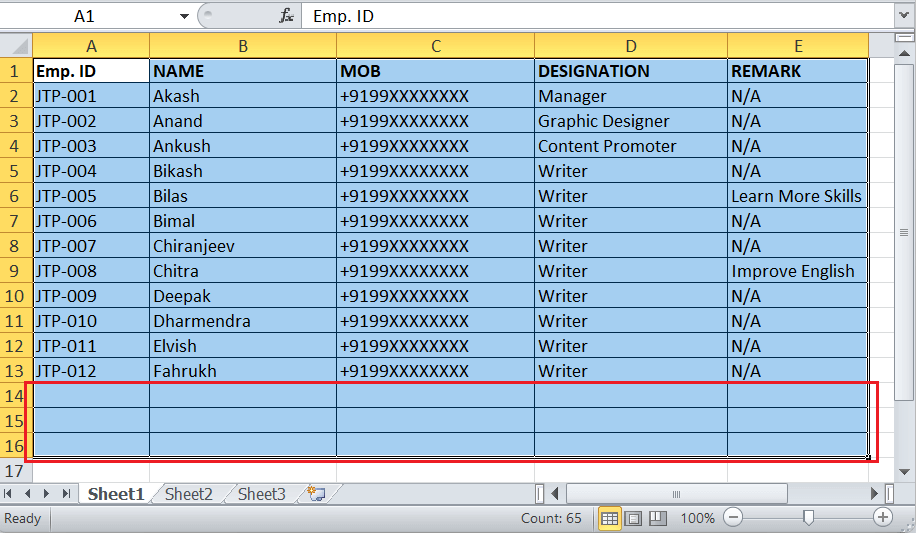 A1 fx Emp. ID
A B C D E
1 Emp. ID NAME MOB DESIGNATION REMARK
2 JTP-001 Akash +9199XXXXXXXX Manager N/A
3 JTP-002 Anand +9199XXXXXXXX Graphic Designer N/A
4 JTP-003 Ankush +9199XXXXXXXX Content Promoter N/A
5 JTP-004 Bikash +9199XXXXXXXX Writer N/A
6 JTP-005 Bilas +9199XXXXXXXX Writer Learn More Skills
7 JTP-006 Bimal +9199XXXXXXXX Writer N/A
8 JTP-007 Chiranjeev +9199XXXXXXXX Writer N/A
9 JTP-008 Chitra +9199XXXXXXXX Writer Improve English
10 JTP-009 Deepak +9199XXXXXXXX Writer N/A
11 JTP-010 Dharmendra +9199XXXXXXXX Writer N/A
12 JTP-011 Elvish +9199XXXXXXXX Writer N/A
13 JTP-012 Fahrukh +9199XXXXXXXX Writer N/A
14
15
16
17
Sheet1 Sheet2 Sheet3
Ready Count: 65 100%